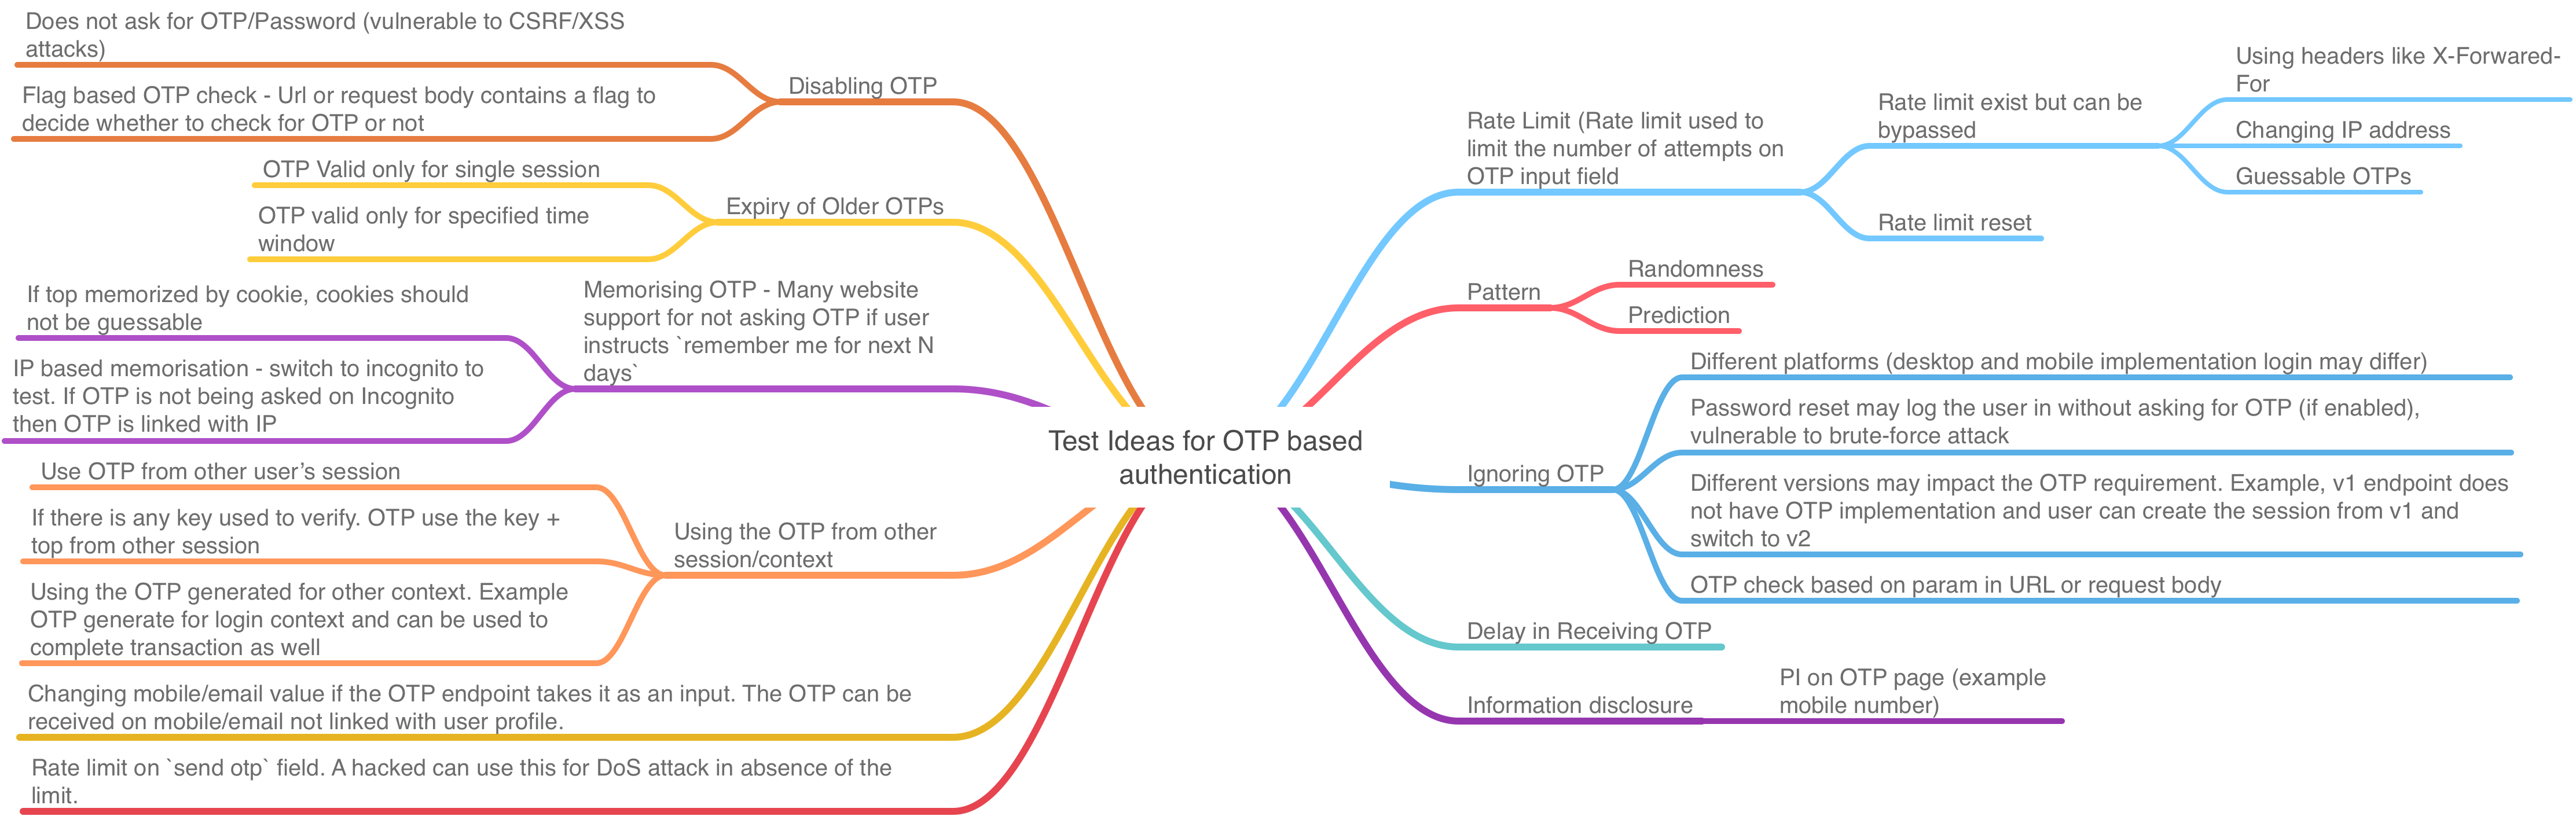 Does not ask for OTP/Password (vulnerable to CSRF/XSS
attacks)
Disabling OTP
Flag based OTP check - Url or request body contains a flag to
decide whether to check for OTP or not
OTP Valid only for single session
Expiry of Older OTPs
OTP valid only for specified time
window
If top memorized by cookie, cookies should
not be guessable
Memorising OTP - Many website
support for not asking OTP if user
instructs `remember me for next N
days`
IP based memorisation - switch to incognito to
test. If OTP is not being asked on Incognito
then OTP is linked with IP
Use OTP from other user’s session
If there is any key used to verify. OTP use the key +
top from other session
Using the OTP from other
session/context
Using the OTP generated for other context. Example
OTP generate for login context and can be used to
complete transaction as well
Changing mobile/email value if the OTP endpoint takes it as an input. The OTP can be
received on mobile/email not linked with user profile.
Rate limit on `send otp` field. A hacked can use this for DoS attack in absence of the
limit.
Test Ideas for OTP based
authentication
Rate Limit (Rate limit used to
limit the number of attempts on
OTP input field
Rate limit exist but can be
bypassed
Using headers like X-Forwared-
For
Changing IP address
Guessable OTPs
Rate limit reset
Pattern
Randomness
Prediction
Ignoring OTP
Different platforms (desktop and mobile implementation login may differ)
Password reset may log the user in without asking for OTP (if enabled),
vulnerable to brute-force attack
Different versions may impact the OTP requirement. Example, v1 endpoint does
not have OTP implementation and user can create the session from v1 and
switch to v2
OTP check based on param in URL or request body
Delay in Receiving OTP
Information disclosure
PI on OTP page (example
mobile number)